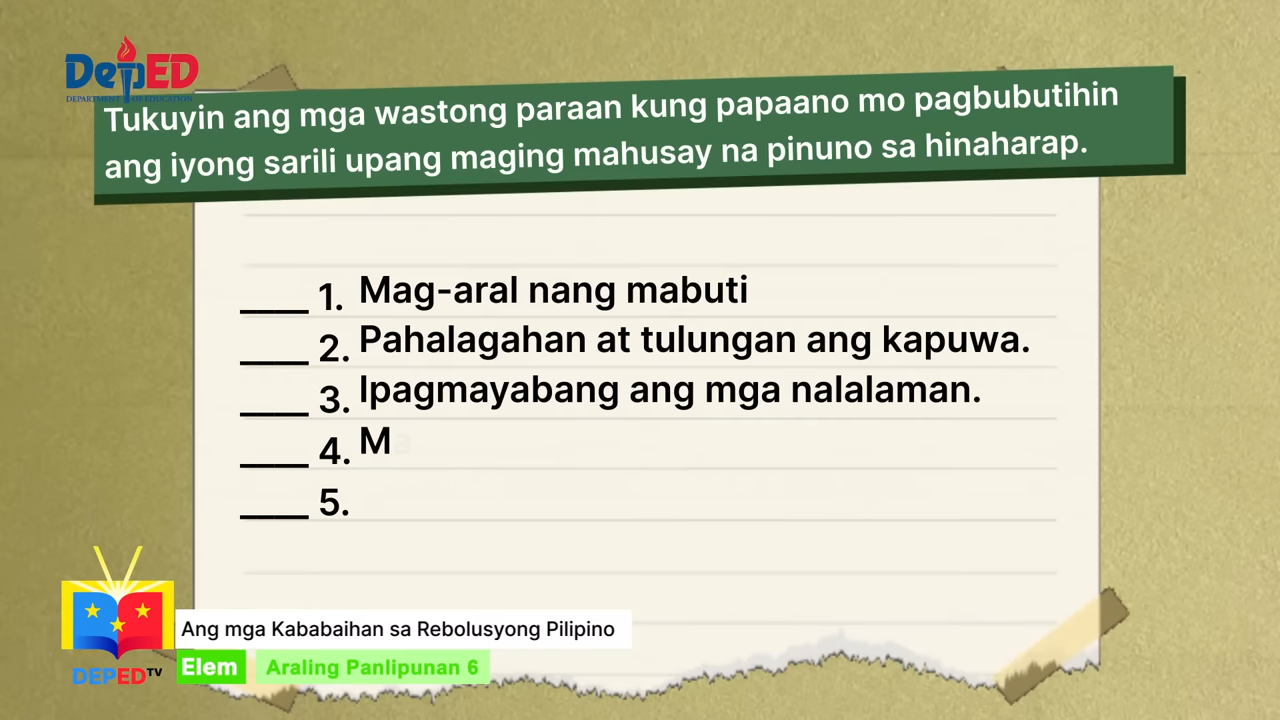 DepED
DEPARTMENT OF EDUCATION
Tukuyin ang mga wastong paraan kung papaano mo pagbubutihin
ang iyong sarili upang maging mahusay na pinuno sa hinaharap.
____ 1. Mag-aral nang mabuti
____ 2. Pahalagahan at tulungan ang kapuwa.
____ 3. Ipagmayabang ang mga nalalaman.
____ 4. Ma
____ 5.
Ang mga Kababaihan sa Rebolusyong Pilipino
Elem Araling Panlipunan 6
DEPED TV